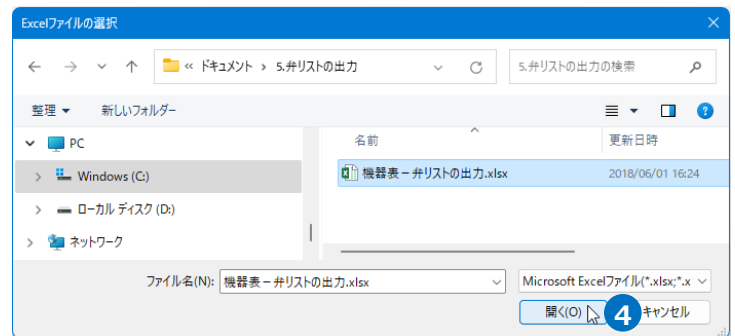 Excelファイルの選択
« ドキュメント › 5.弁リストの出力
5.弁リストの出力の検索
整理 新しいフォルダー
PC
Windows (C:)
ローカル ディスク (D:)
ネットワーク
名前 更新日時
機器表－弁リストの出力.xlsx 2018/06/01 16:24
ファイル名(N): 機器表－弁リストの出力.xlsx
Microsoft Excelファイル(*.xlsx;*.x
開く(O) 4 キャンセル